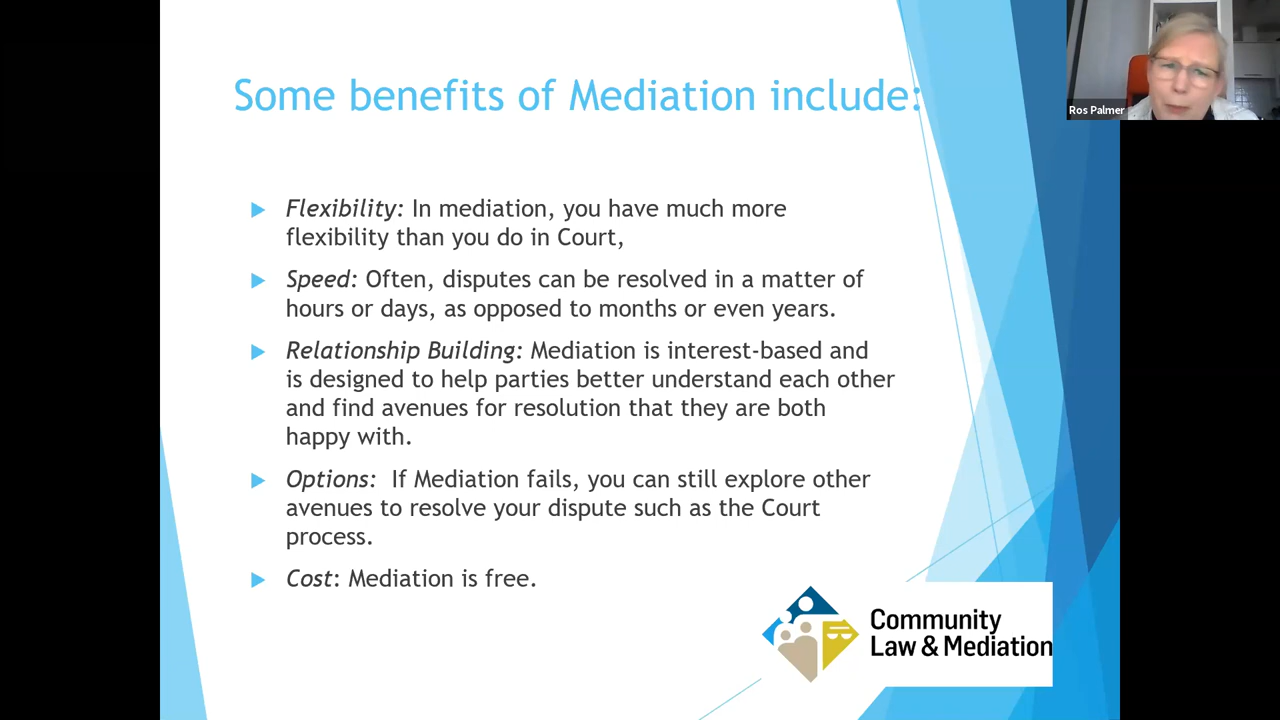 Some benefits of Mediation include:
Ros Palmer
Flexibility: In mediation, you have much more
flexibility than you do in Court,
Speed: Often, disputes can be resolved in a matter of
hours or days, as opposed to months or even years.
Relationship Building: Mediation is interest-based and
is designed to help parties better understand each other
and find avenues for resolution that they are both
happy with.
Options:  If Mediation fails, you can still explore other
avenues to resolve your dispute such as the Court
process.
Cost: Mediation is free.
Community
Law & Mediation